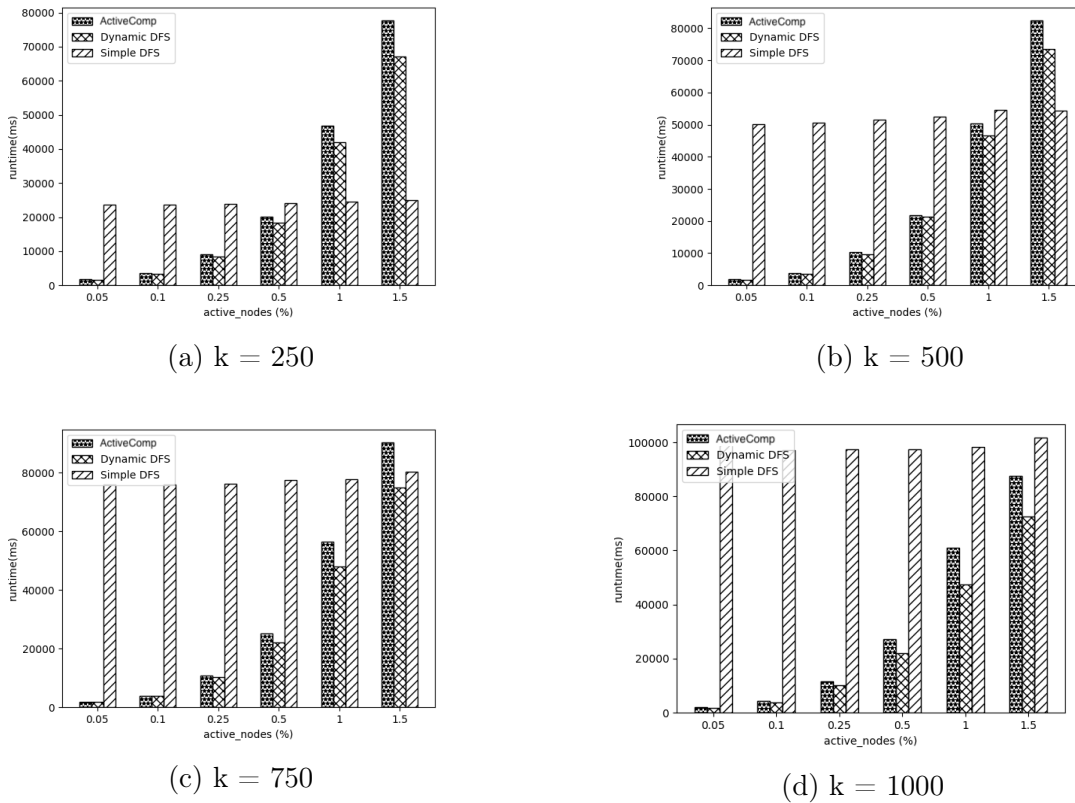 ActiveComp
Dynamic DFS
Simple DFS
80000
70000
60000
50000
40000
30000
20000
10000
0
runtime(ms)
0.05 0.1 0.25 0.5 1 1.5
active_nodes (%)
(a) k = 250
ActiveComp
Dynamic DFS
Simple DFS
80000
70000
60000
50000
40000
30000
20000
10000
0
runtime(ms)
0.05 0.1 0.25 0.5 1 1.5
active_nodes (%)
(b) k = 500
ActiveComp
Dynamic DFS
Simple DFS
80000
60000
40000
20000
0
runtime(ms)
0.05 0.1 0.25 0.5 1 1.5
active_nodes (%)
(c) k = 750
ActiveComp
Dynamic DFS
Simple DFS
100000
80000
60000
40000
20000
0
runtime(ms)
0.05 0.1 0.25 0.5 1 1.5
active_nodes (%)
(d) k = 1000